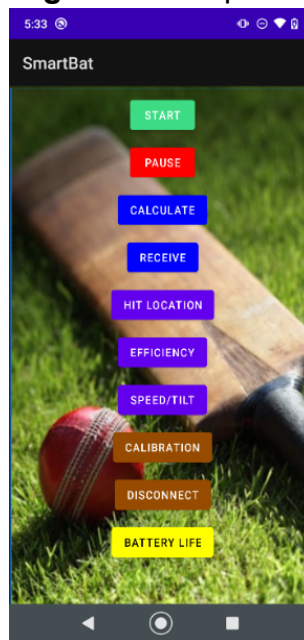 5:33
SmartBat
START
PAUSE
CALCULATE
RECEIVE
HIT LOCATION
EFFICIENCY
SPEED/TILT
CALIBRATION
DISCONNECT
BATTERY LIFE